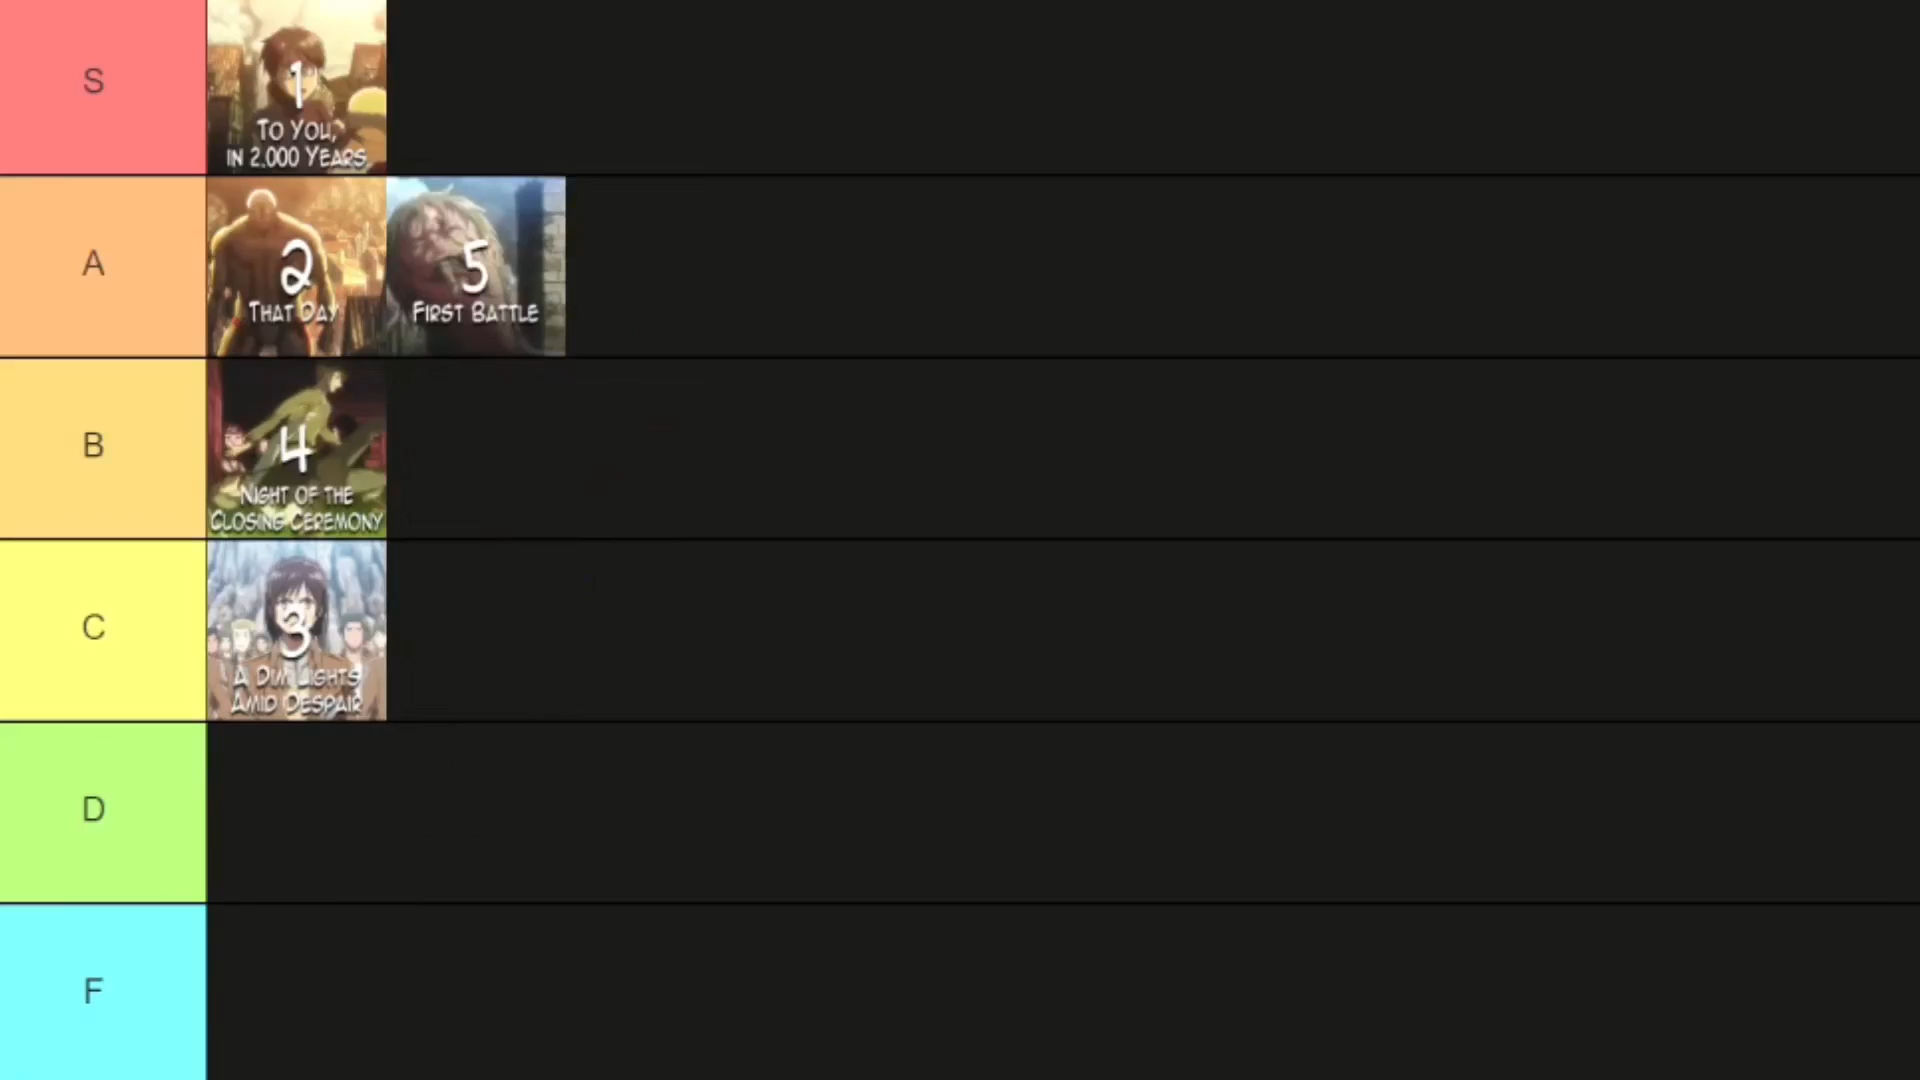 S
1
TO YOU,
IN 2,000 YEARS
A
2
THAT DAY
5
FIRST BATTLE
B
4
NIGHT OF THE
CLOSING CEREMONY
C
3
A DIM LIGHTS
AMID DESPAIR
D
F